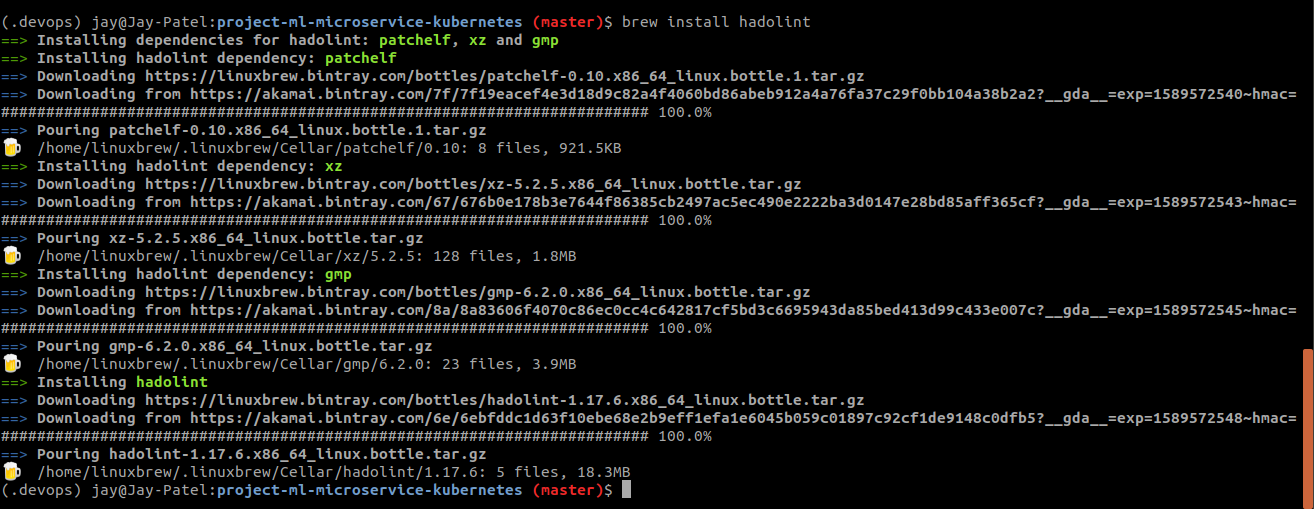 (.devops) jay@Jay-Patel:project-ml-microservice-kubernetes (master)$ brew install hadolint
==> Installing dependencies for hadolint: patchelf, xz and gmp
==> Installing hadolint dependency: patchelf
==> Downloading https://linuxbrew.bintray.com/bottles/patchelf-0.10.x86_64_linux.bottle.1.tar.gz
==> Downloading from https://akamai.bintray.com/7f/7f19eacef4e3d18d9c82a4f4060bd86abeb912a4a76fa37c29f0bb104a38b2a2?__gda__=exp=1589572540~hmac=
######################################################################## 100.0%
==> Pouring patchelf-0.10.x86_64_linux.bottle.1.tar.gz
🍺  /home/linuxbrew/.linuxbrew/Cellar/patchelf/0.10: 8 files, 921.5KB
==> Installing hadolint dependency: xz
==> Downloading https://linuxbrew.bintray.com/bottles/xz-5.2.5.x86_64_linux.bottle.tar.gz
==> Downloading from https://akamai.bintray.com/67/676b0e178b3e7644f86385cb2497ac5ec490e2222ba3d0147e28bd85aff365cf?__gda__=exp=1589572543~hmac=
######################################################################## 100.0%
==> Pouring xz-5.2.5.x86_64_linux.bottle.tar.gz
🍺  /home/linuxbrew/.linuxbrew/Cellar/xz/5.2.5: 128 files, 1.8MB
==> Installing hadolint dependency: gmp
==> Downloading https://linuxbrew.bintray.com/bottles/gmp-6.2.0.x86_64_linux.bottle.tar.gz
==> Downloading from https://akamai.bintray.com/8a/8a83606f4070c86ec0cc4c642817cf5bd3c6695943da85bed413d99c433e007c?__gda__=exp=1589572545~hmac=
######################################################################## 100.0%
==> Pouring gmp-6.2.0.x86_64_linux.bottle.tar.gz
🍺  /home/linuxbrew/.linuxbrew/Cellar/gmp/6.2.0: 23 files, 3.9MB
==> Installing hadolint
==> Downloading https://linuxbrew.bintray.com/bottles/hadolint-1.17.6.x86_64_linux.bottle.tar.gz
==> Downloading from https://akamai.bintray.com/6e/6ebfddc1d63f10ebe68e2b9eff1efa1e6045b059c01897c92cf1de9148c0dfb5?__gda__=exp=1589572548~hmac=
######################################################################## 100.0%
==> Pouring hadolint-1.17.6.x86_64_linux.bottle.tar.gz
🍺  /home/linuxbrew/.linuxbrew/Cellar/hadolint/1.17.6: 5 files, 18.3MB
(.devops) jay@Jay-Patel:project-ml-microservice-kubernetes (master)$